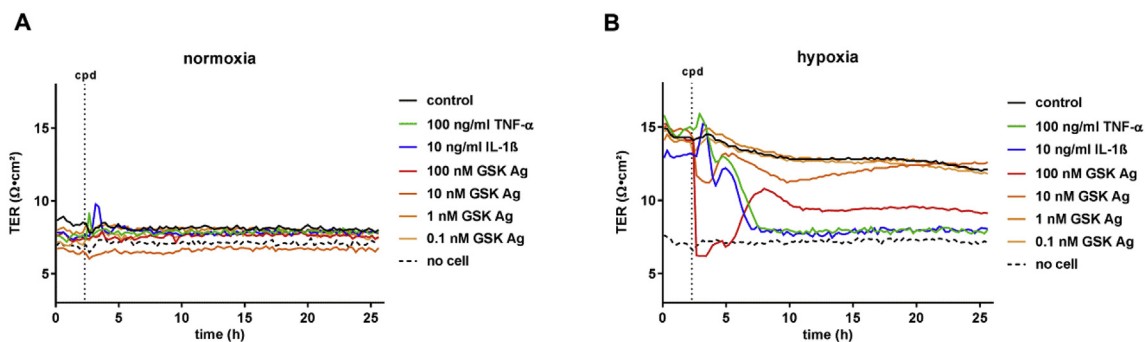 A
normoxia
cpd
TER (Ω•cm²)
15
10
5
0 5 10 15 20 25
time (h)
control
100 ng/ml TNF-α
10 ng/ml IL-1ß
100 nM GSK Ag
10 nM GSK Ag
1 nM GSK Ag
0.1 nM GSK Ag
no cell
B
hypoxia
cpd
TER (Ω•cm²)
15
10
5
0 5 10 15 20 25
time (h)
control
100 ng/ml TNF-α
10 ng/ml IL-1ß
100 nM GSK Ag
10 nM GSK Ag
1 nM GSK Ag
0.1 nM GSK Ag
no cell